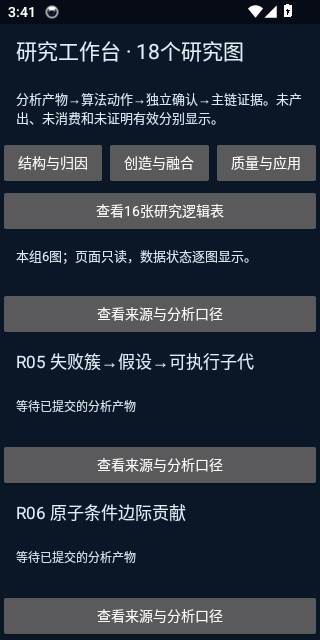 3:41
研究工作台 · 18个研究图
分析产物→算法动作→独立确认→主链证据。未产
出、未消费和未证明有效分别显示。
结构与归因
创造与融合
质量与应用
查看16张研究逻辑表
本组6图；页面只读，数据状态逐图显示。
查看来源与分析口径
R05 失败簇→假设→可执行子代
等待已提交的分析产物
查看来源与分析口径
R06 原子条件边际贡献
等待已提交的分析产物
查看来源与分析口径